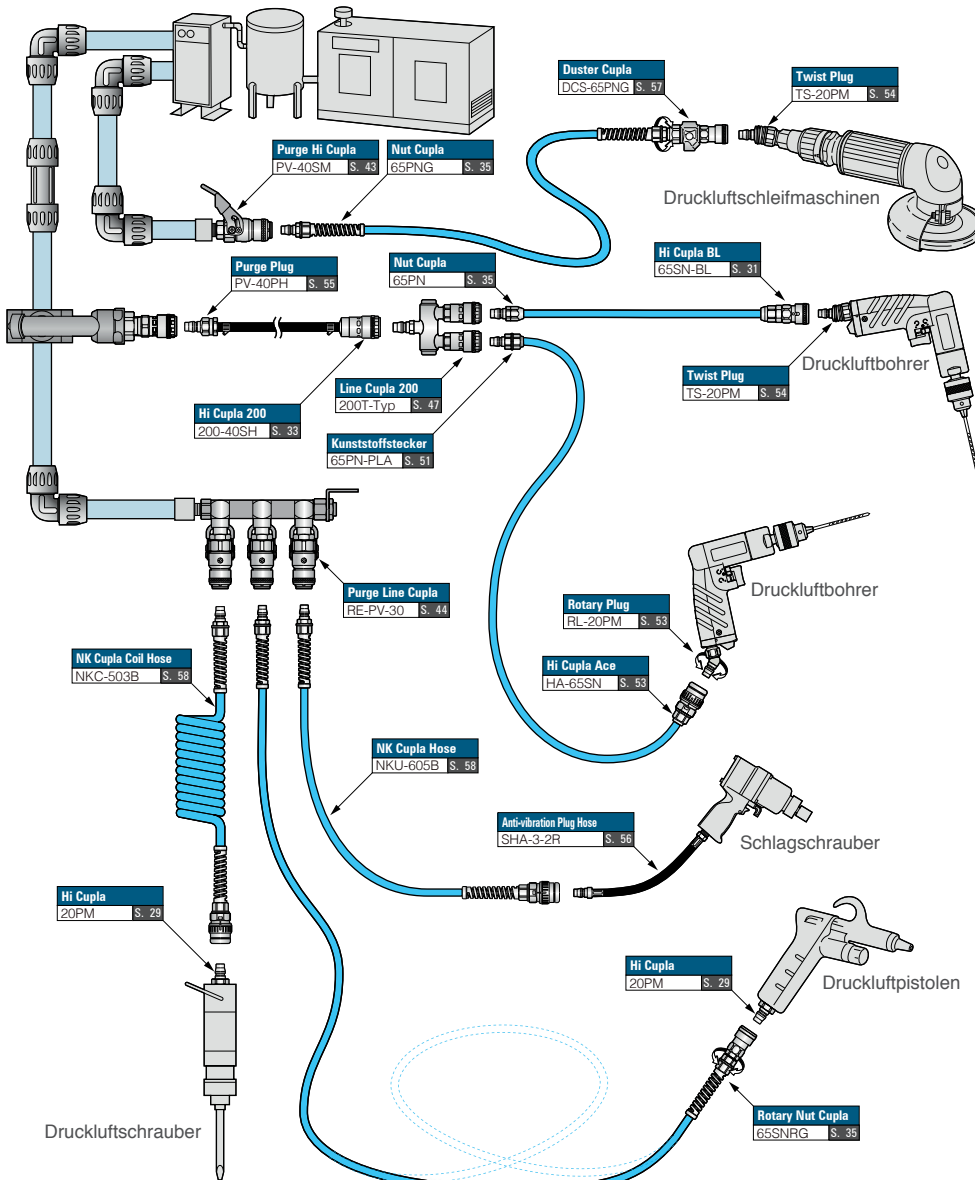 Duster Cupla
DCS-65PNG S. 57
Twist Plug
TS-20PM S. 54
Purge Hi Cupla
PV-40SM S. 43
Nut Cupla
65PNG S. 35
Druckluftschleifmaschinen
Purge Plug
PV-40PH S. 55
Nut Cupla
65PN S. 35
Hi Cupla BL
65SN-BL S. 31
Druckluftbohrer
Twist Plug
TS-20PM S. 54
Line Cupla 200
200T-Typ S. 47
Hi Cupla 200
200-40SH S. 33
Kunststoffstecker
65PN-PLA S. 51
Purge Line Cupla
RE-PV-30 S. 44
Druckluftbohrer
Rotary Plug
RL-20PM S. 53
NK Cupla Coil Hose
NKC-503B S. 58
Hi Cupla Ace
HA-65SN S. 53
NK Cupla Hose
NKU-605B S. 58
Anti-vibration Plug Hose
SHA-3-2R S. 56
Schlagschrauber
Hi Cupla
20PM S. 29
Hi Cupla
20PM S. 29
Druckluftpistolen
Rotary Nut Cupla
65SNRG S. 35
Druckluftschrauber